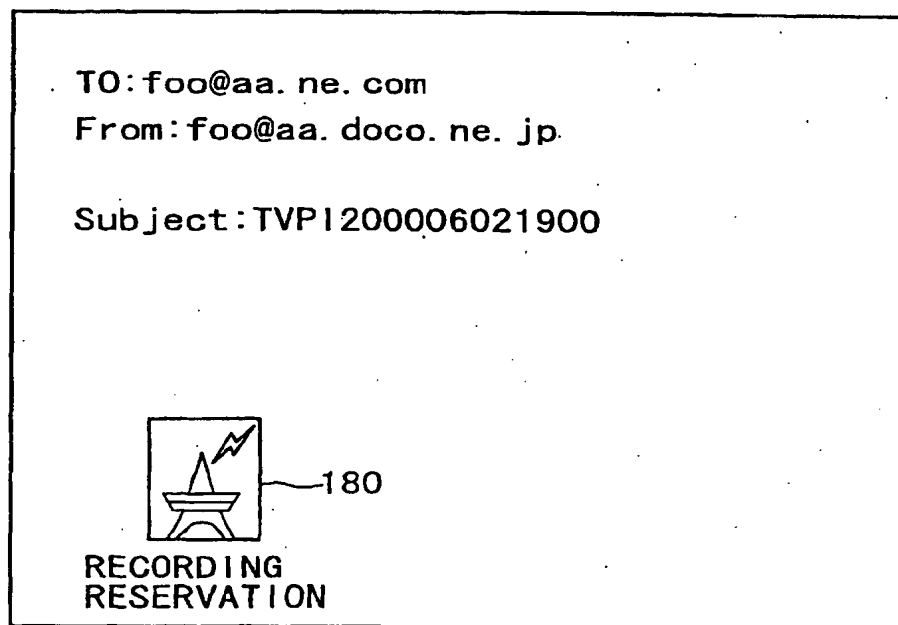 TO:foo@aa.ne.com
From:foo@aa.doco.ne.jp
Subject:TVPI200006021900
180
RECORDING
RESERVATION